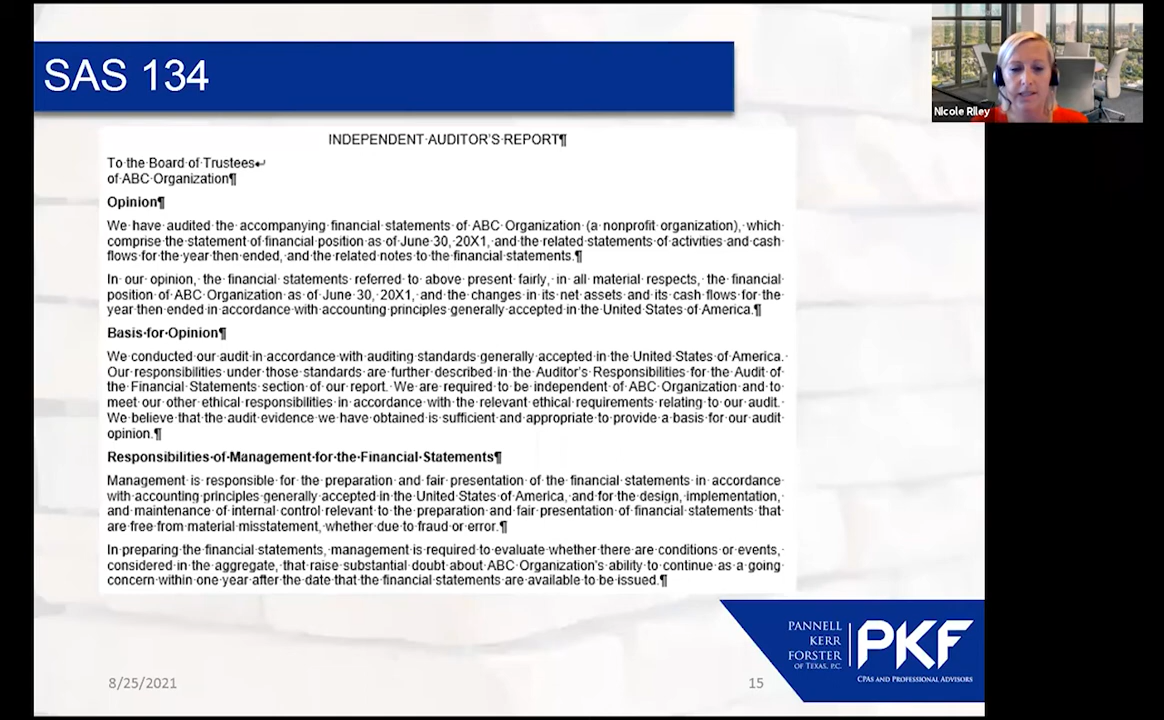 SAS 134
Nicole Riley
INDEPENDENT·AUDITOR'S·REPORT¶
To·the·Board·of·Trustees↵
of·ABC·Organization¶
Opinion¶
We·have·audited·the·accompanying·financial·statements·of·ABC·Organization·(a·nonprofit·organization),·which·
comprise·the·statement·of·financial·position·as·of·June·30,·20X1,·and·the·related·statements·of·activities·and·cash·
flows·for·the·year·then·ended,·and·the·related·notes·to·the·financial·statements.¶
In·our·opinion,·the·financial·statements·referred·to·above·present·fairly,·in·all·material·respects,·the·financial·
position·of·ABC·Organization·as·of·June·30,·20X1,·and·the·changes·in·its·net·assets·and·its·cash·flows·for·the·
year·then·ended·in·accordance·with·accounting·principles·generally·accepted·in·the·United·States·of·America.¶
Basis·for·Opinion¶
We·conducted·our·audit·in·accordance·with·auditing·standards·generally·accepted·in·the·United·States·of·America.·
Our·responsibilities·under·those·standards·are·further·described·in·the·Auditor's·Responsibilities·for·the·Audit·of·
the·Financial·Statements·section·of·our·report.·We·are·required·to·be·independent·of·ABC·Organization·and·to·
meet·our·other·ethical·responsibilities·in·accordance·with·the·relevant·ethical·requirements·relating·to·our·audit.·
We·believe·that·the·audit·evidence·we·have·obtained·is·sufficient·and·appropriate·to·provide·a·basis·for·our·audit·
opinion.¶
Responsibilities·of·Management·for·the·Financial·Statements¶
Management·is·responsible·for·the·preparation·and·fair·presentation·of·the·financial·statements·in·accordance·
with·accounting·principles·generally·accepted·in·the·United·States·of·America,·and·for·the·design,·implementation,·
and·maintenance·of·internal·control·relevant·to·the·preparation·and·fair·presentation·of·financial·statements·that·
are·free·from·material·misstatement,·whether·due·to·fraud·or·error.¶
In·preparing·the·financial·statements,·management·is·required·to·evaluate·whether·there·are·conditions·or·events,·
considered·in·the·aggregate,·that·raise·substantial·doubt·about·ABC·Organization's·ability·to·continue·as·a·going·
concern·within·one·year·after·the·date·that·the·financial·statements·are·available·to·be·issued.¶
PANNELL
KERR
FORSTER
OF TEXAS, P.C.
PKF
CPAS AND PROFESSIONAL ADVISORS
8/25/2021
15